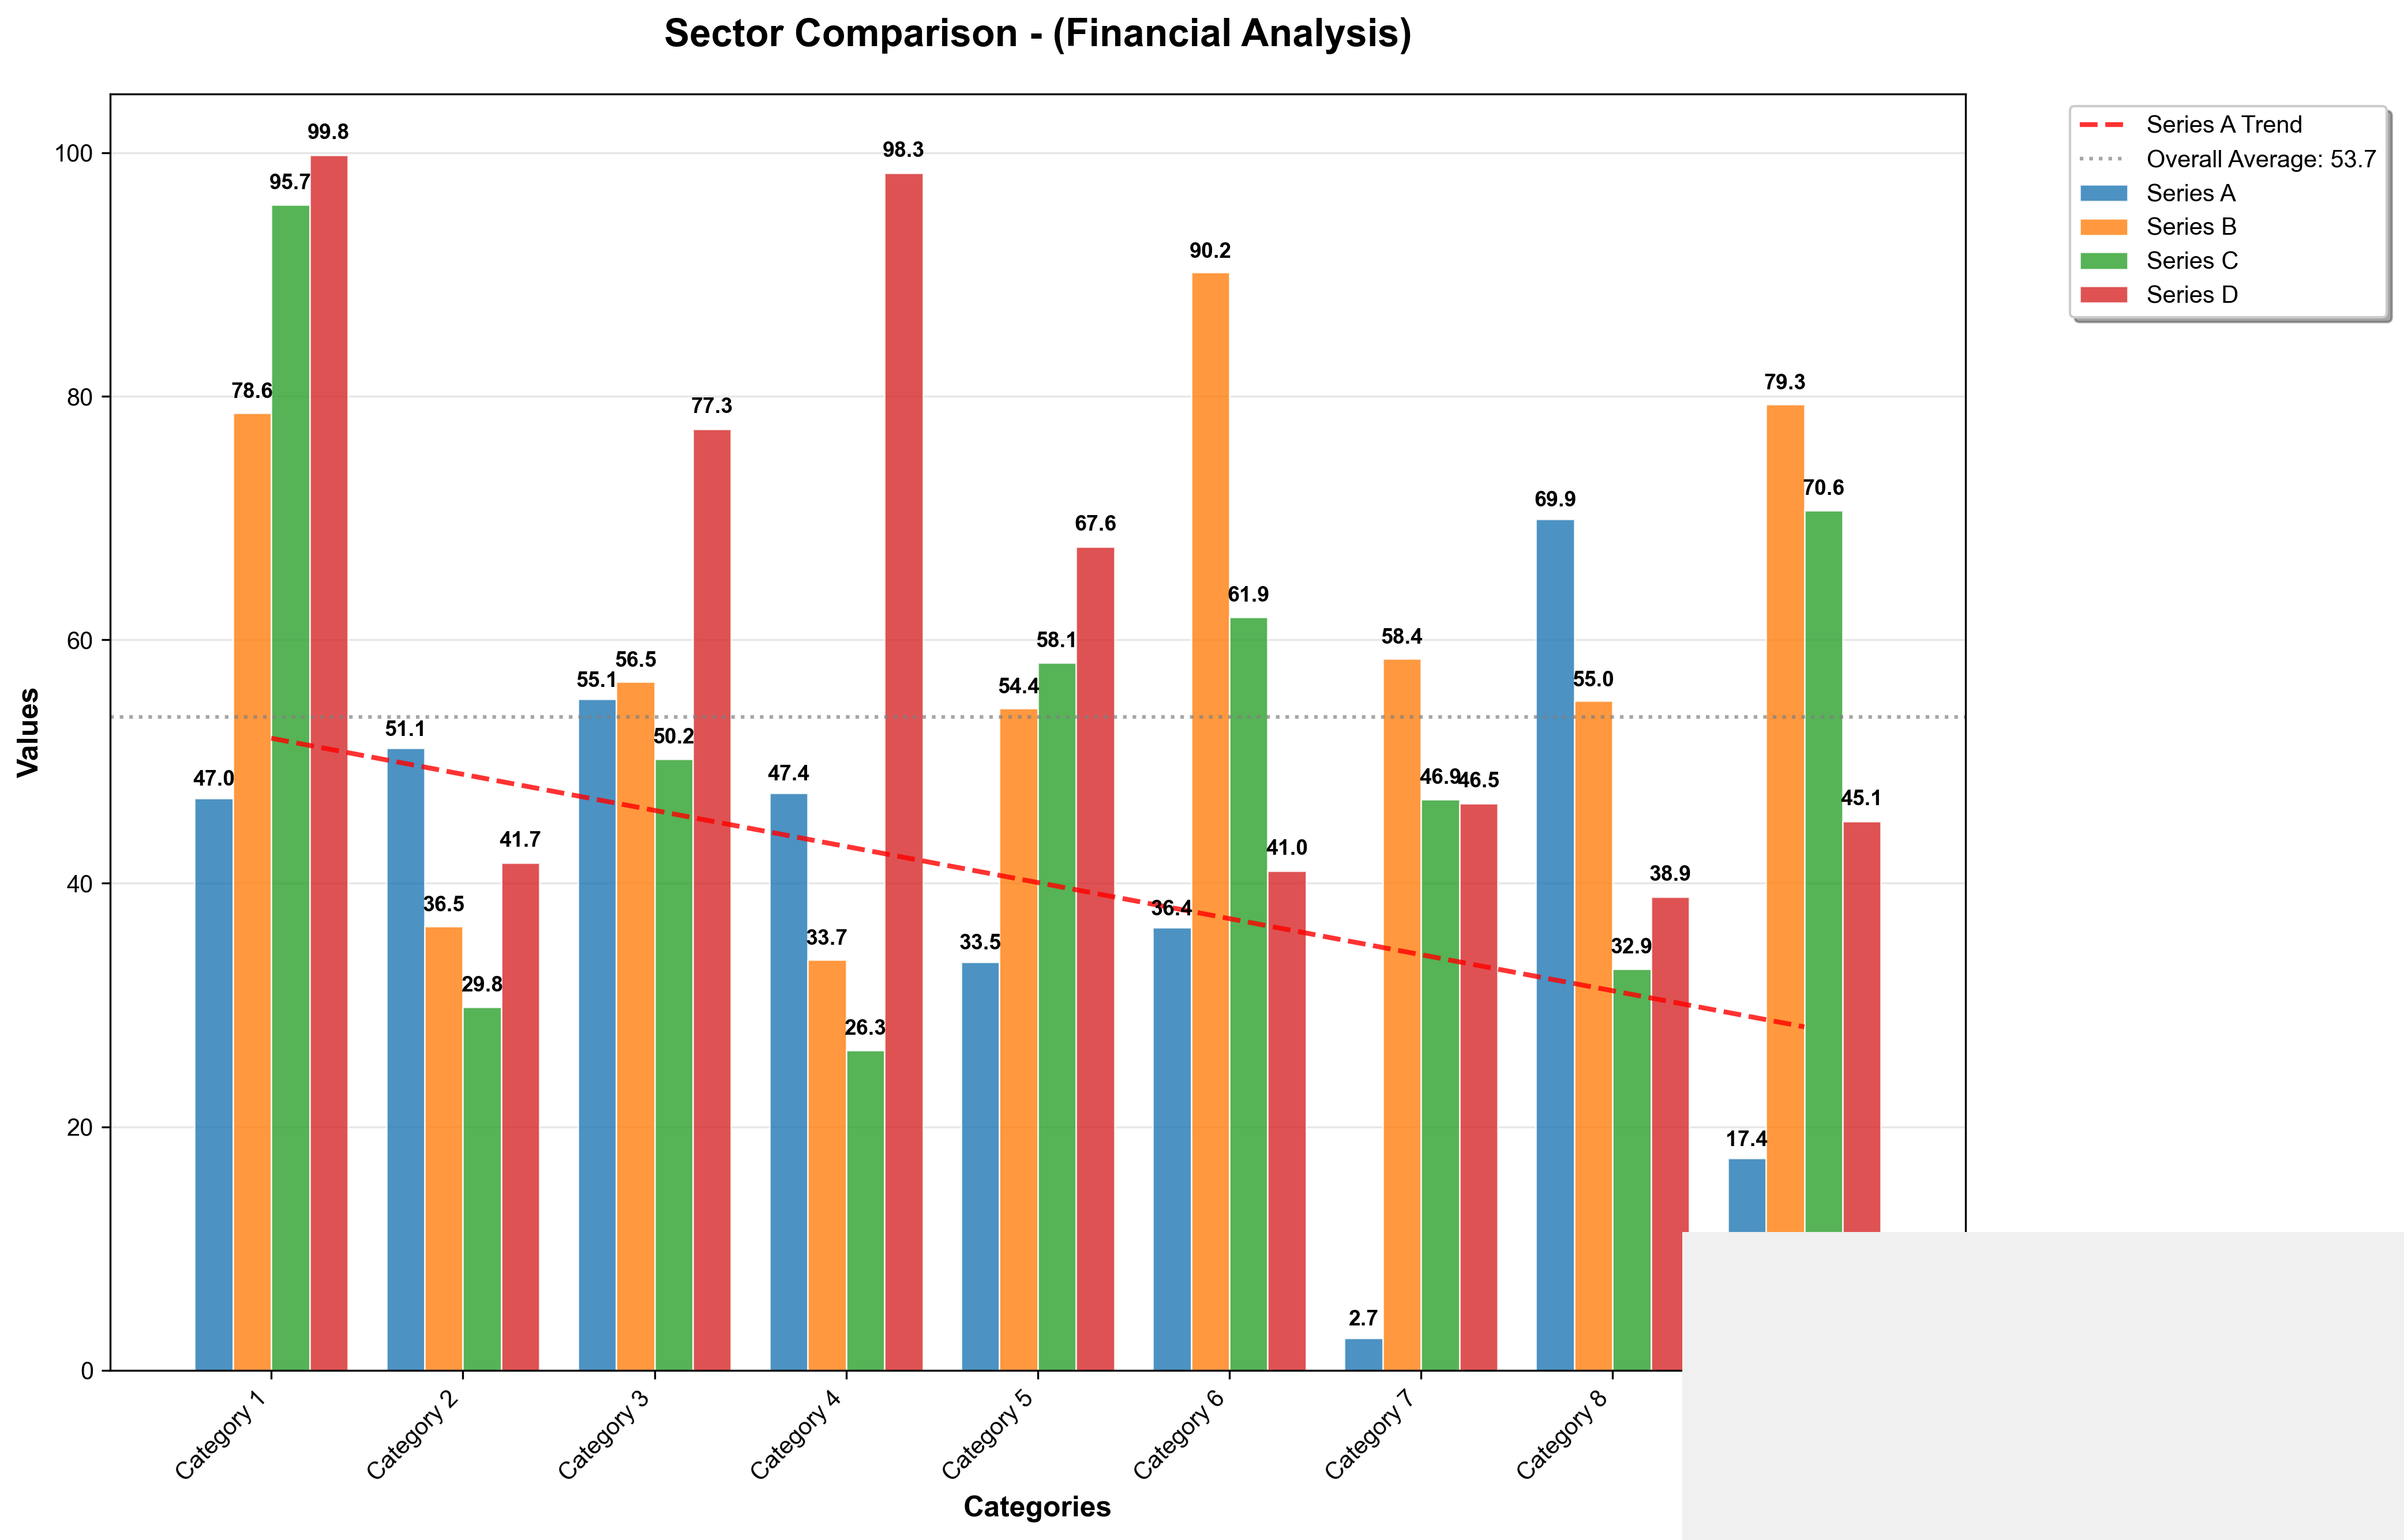 Sector Comparison - (Financial Analysis)
Series A Trend
Overall Average: 53.7
Series A
Series B
Series C
Series D
Values
100
80
60
40
20
0
47.0
78.6
95.7
99.8
51.1
36.5
29.8
41.7
55.1
56.5
50.2
77.3
47.4
33.7
26.3
98.3
33.5
54.4
58.1
67.6
36.4
90.2
61.9
41.0
2.7
58.4
46.9
46.5
69.9
55.0
32.9
38.9
17.4
79.3
70.6
45.1
Category 1
Category 2
Category 3
Category 4
Category 5
Category 6
Category 7
Category 8
Categories